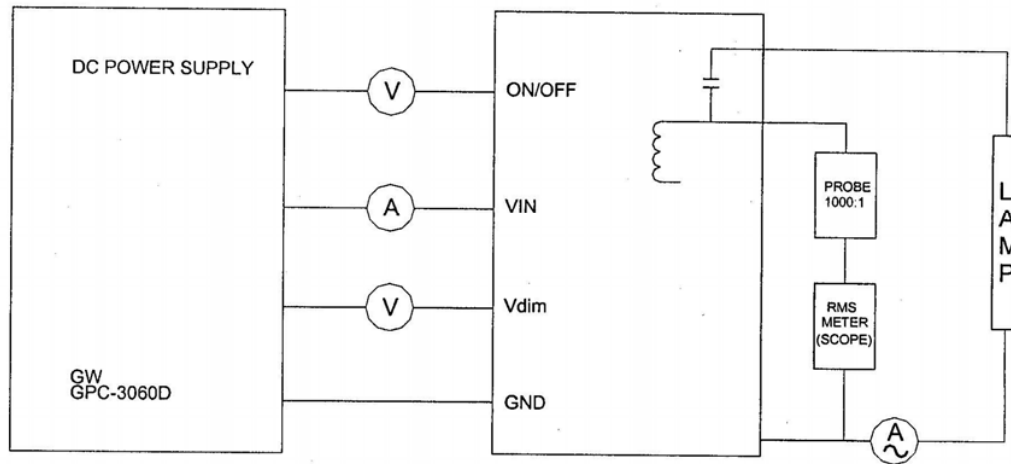 DC POWER SUPPLY
V
ON/OFF
A
VIN
V
Vdim
GW
GPC-3060D
GND
PROBE
1000:1
RMS
METER
(SCOPE)
A
L
A
M
P